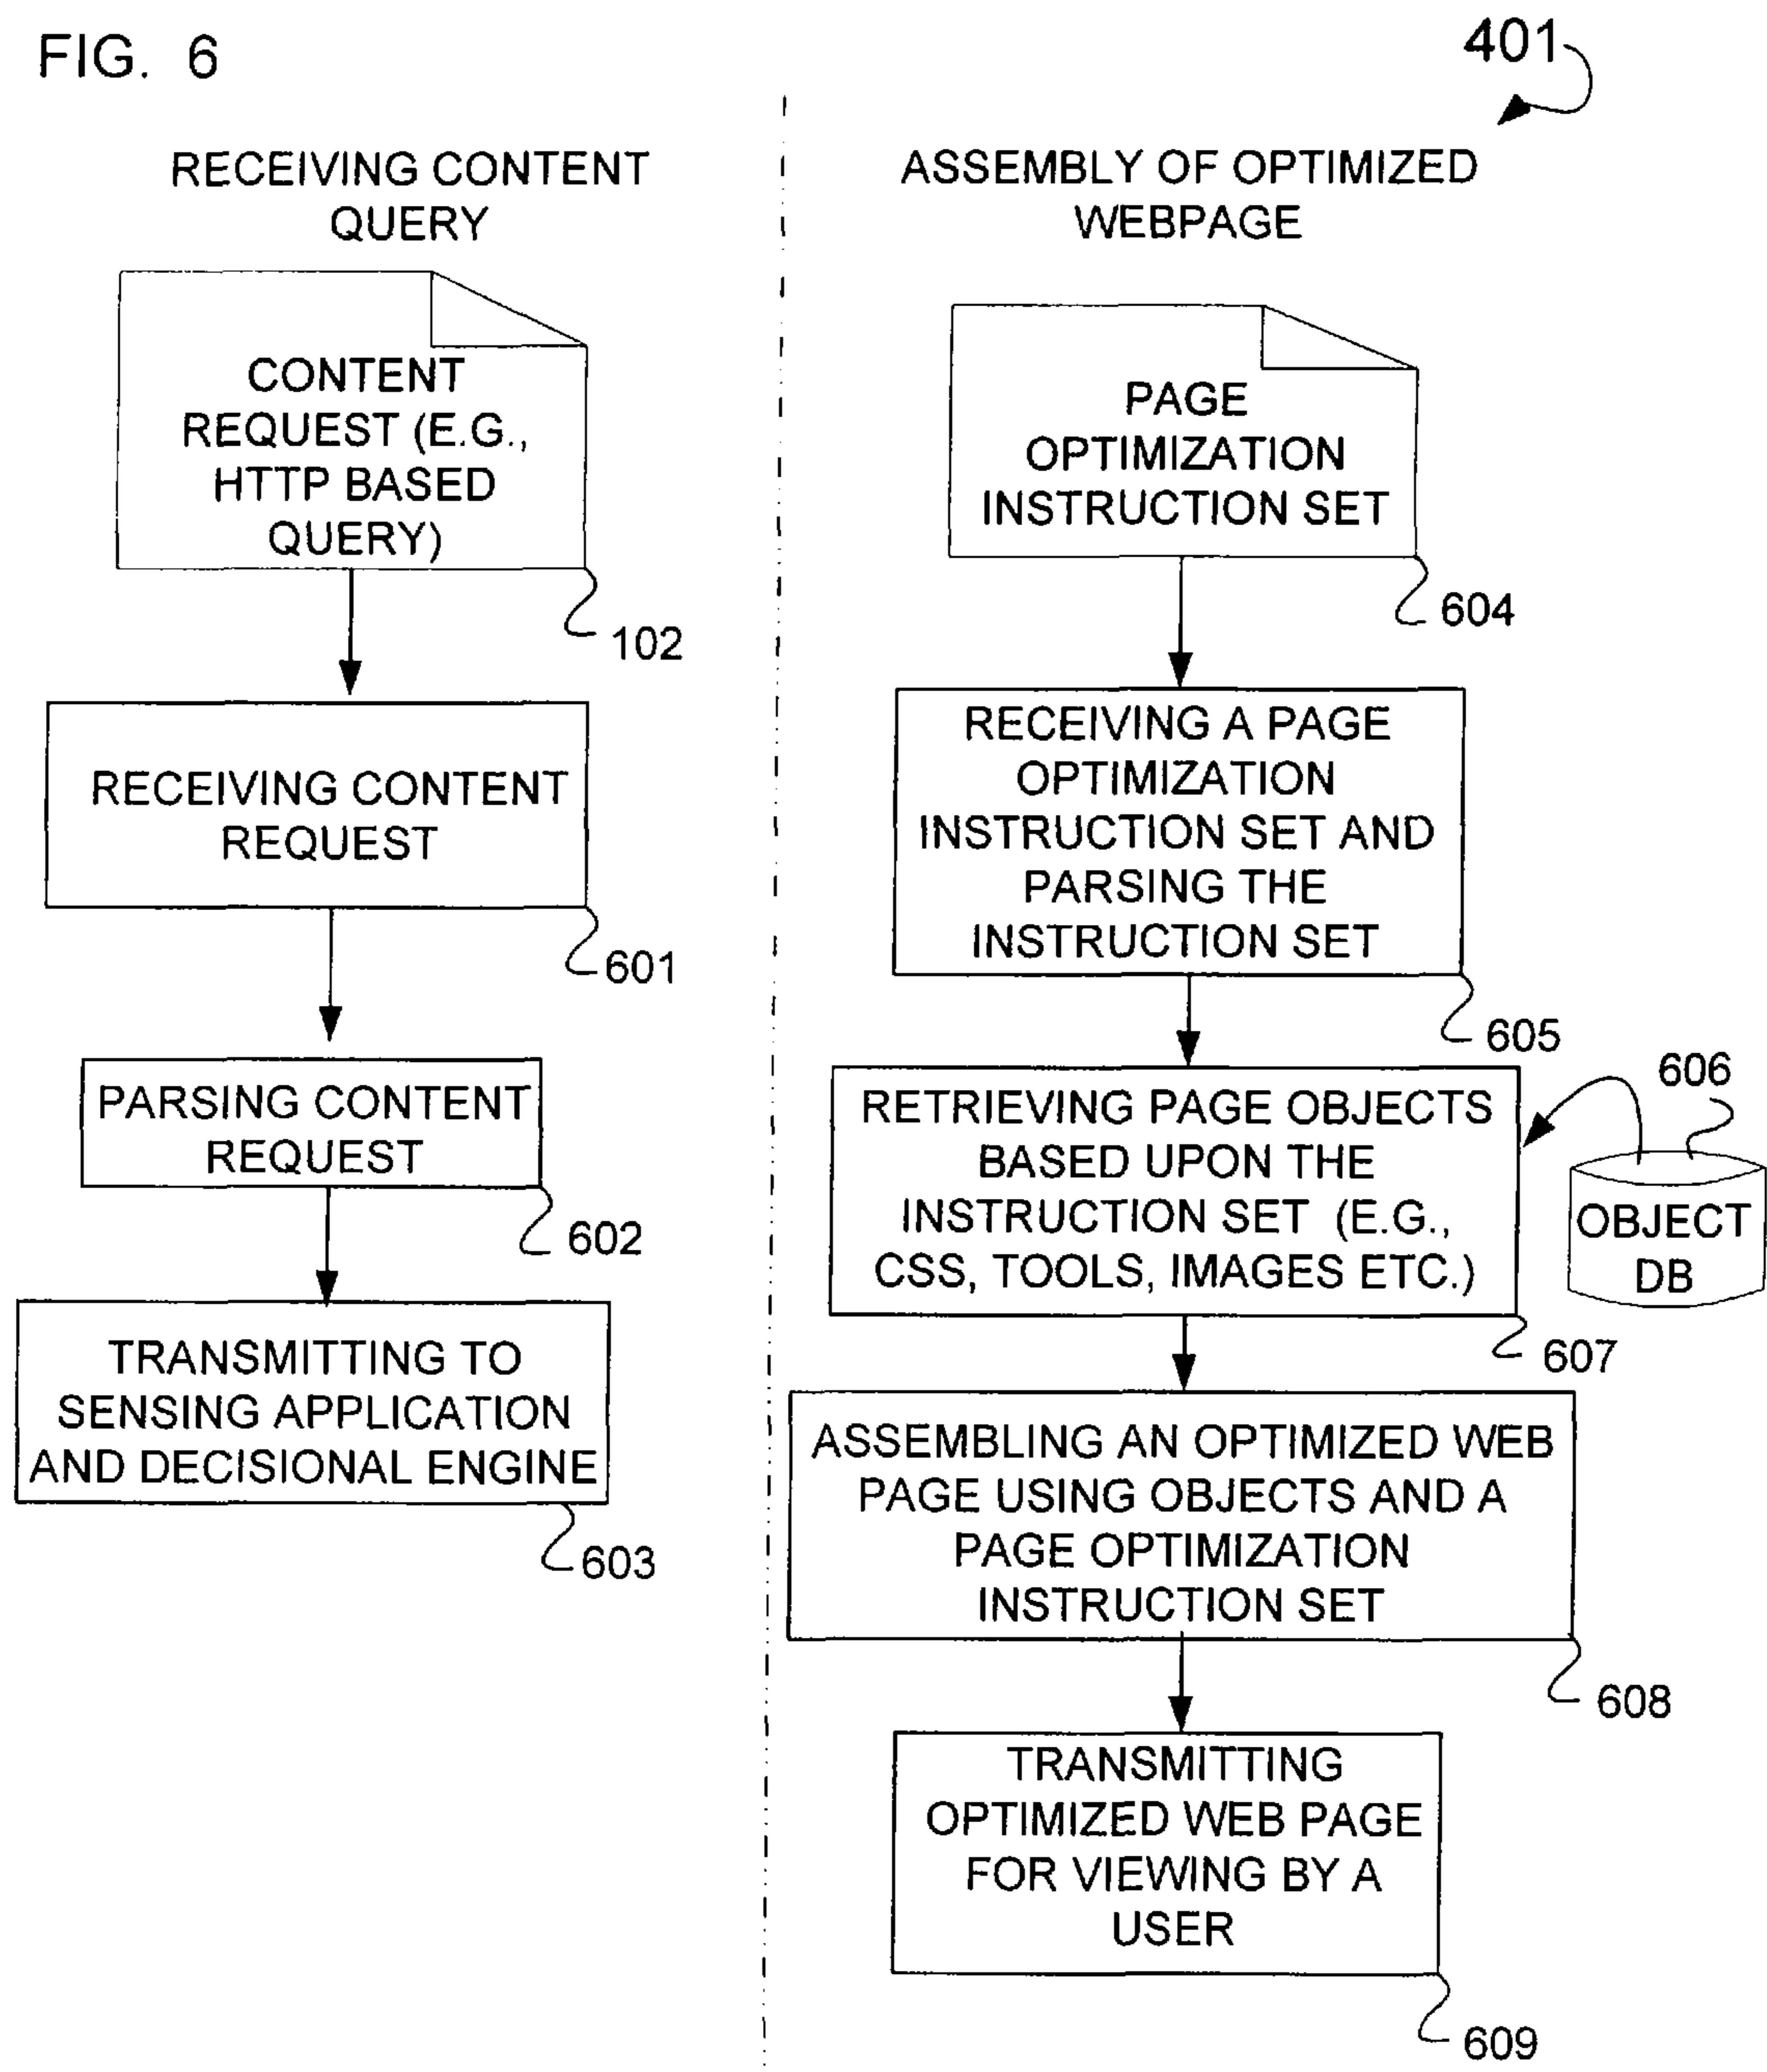 FIG. 6
401
RECEIVING CONTENT
QUERY
CONTENT
REQUEST (E.G.,
HTTP BASED
QUERY)
102
RECEIVING CONTENT
REQUEST
601
PARSING CONTENT
REQUEST
602
TRANSMITTING TO
SENSING APPLICATION
AND DECISIONAL ENGINE
603
ASSEMBLY OF OPTIMIZED
WEBPAGE
PAGE
OPTIMIZATION
INSTRUCTION SET
604
RECEIVING A PAGE
OPTIMIZATION
INSTRUCTION SET AND
PARSING THE
INSTRUCTION SET
605
606
OBJECT
DB
RETRIEVING PAGE OBJECTS
BASED UPON THE
INSTRUCTION SET (E.G.,
CSS, TOOLS, IMAGES ETC.)
607
ASSEMBLING AN OPTIMIZED WEB
PAGE USING OBJECTS AND A
PAGE OPTIMIZATION
INSTRUCTION SET
608
TRANSMITTING
OPTIMIZED WEB PAGE
FOR VIEWING BY A
USER
609